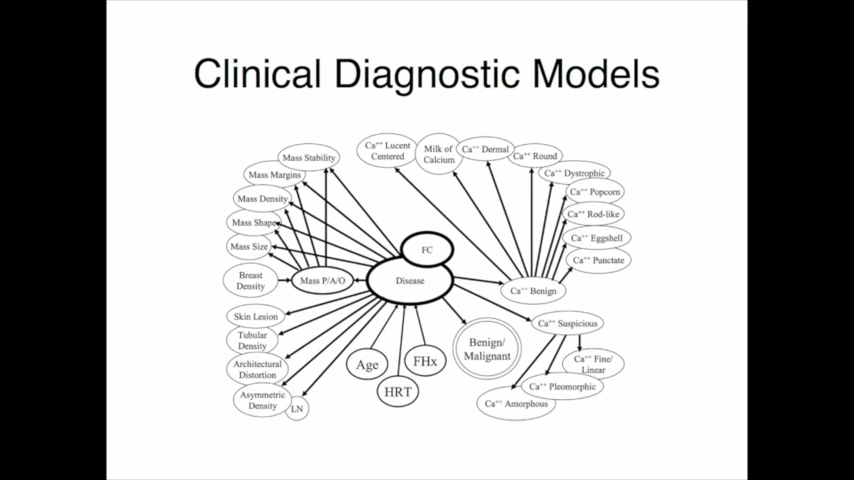 Clinical Diagnostic Models
Ca⁺⁺ Lucent
Centered
Milk of
Calcium
Ca⁺⁺ Dermal
Ca⁺⁺ Round
Ca⁺⁺ Dystrophic
Ca⁺⁺ Popcorn
Ca⁺⁺ Rod-like
Ca⁺⁺ Eggshell
Ca⁺⁺ Punctate
Mass Stability
Mass Margins
Mass Density
Mass Shape
Mass Size
Breast
Density
Mass P/A/O
FC
Disease
Ca⁺⁺ Benign
Skin Lesion
Tubular
Density
Architectural
Distortion
Asymmetric
Density
LN
Age
HRT
FHx
Benign/
Malignant
Ca⁺⁺ Suspicious
Ca⁺⁺ Fine/
Linear
Ca⁺⁺ Pleomorphic
Ca⁺⁺ Amorphous